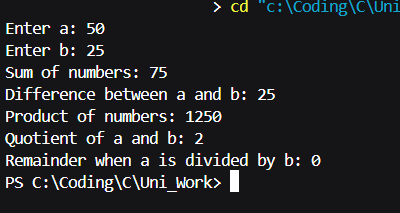 > cd "c:\Coding\C\Uni
Enter a: 50
Enter b: 25
Sum of numbers: 75
Difference between a and b: 25
Product of numbers: 1250
Quotient of a and b: 2
Remainder when a is divided by b: 0
PS C:\Coding\C\Uni_Work>